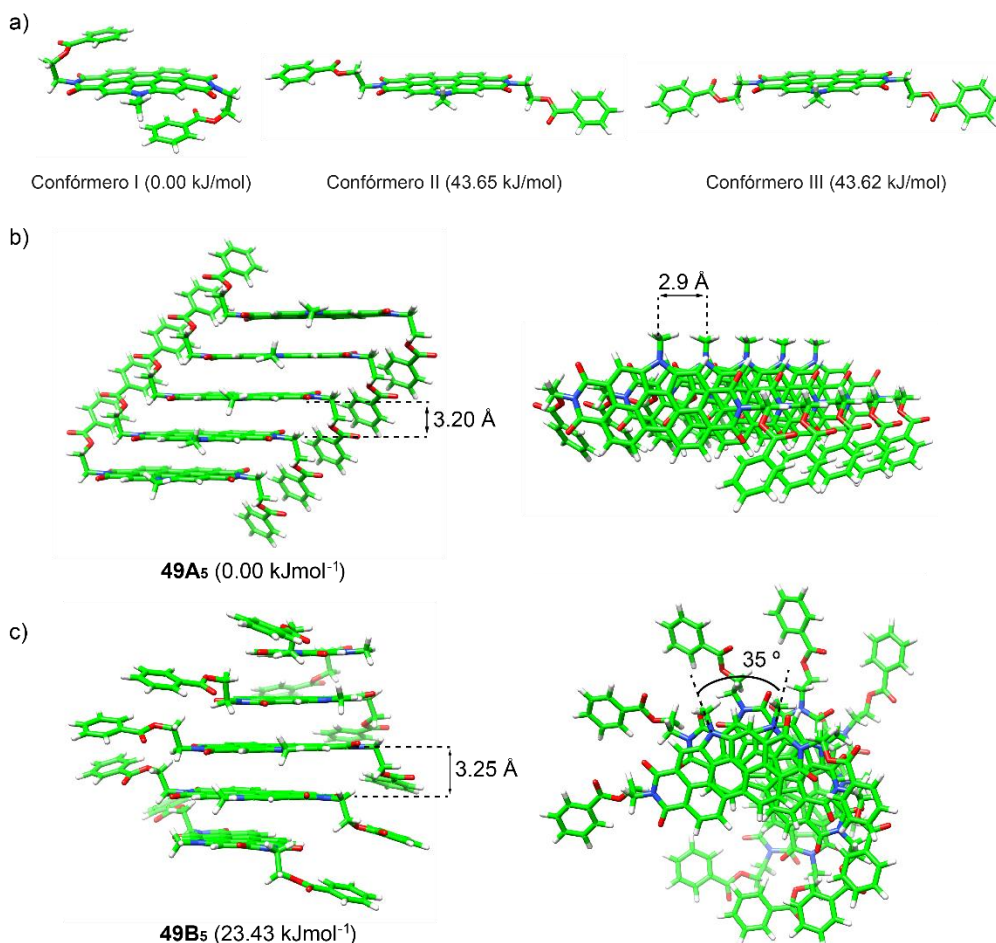 a)
Confórmero I (0.00 kJ/mol)
Confórmero II (43.65 kJ/mol)
Confórmero III (43.62 kJ/mol)
b)
2.9 Å
3.20 Å
49A₅ (0.00 kJmol⁻¹)
c)
35 º
3.25 Å
49B₅ (23.43 kJmol⁻¹)